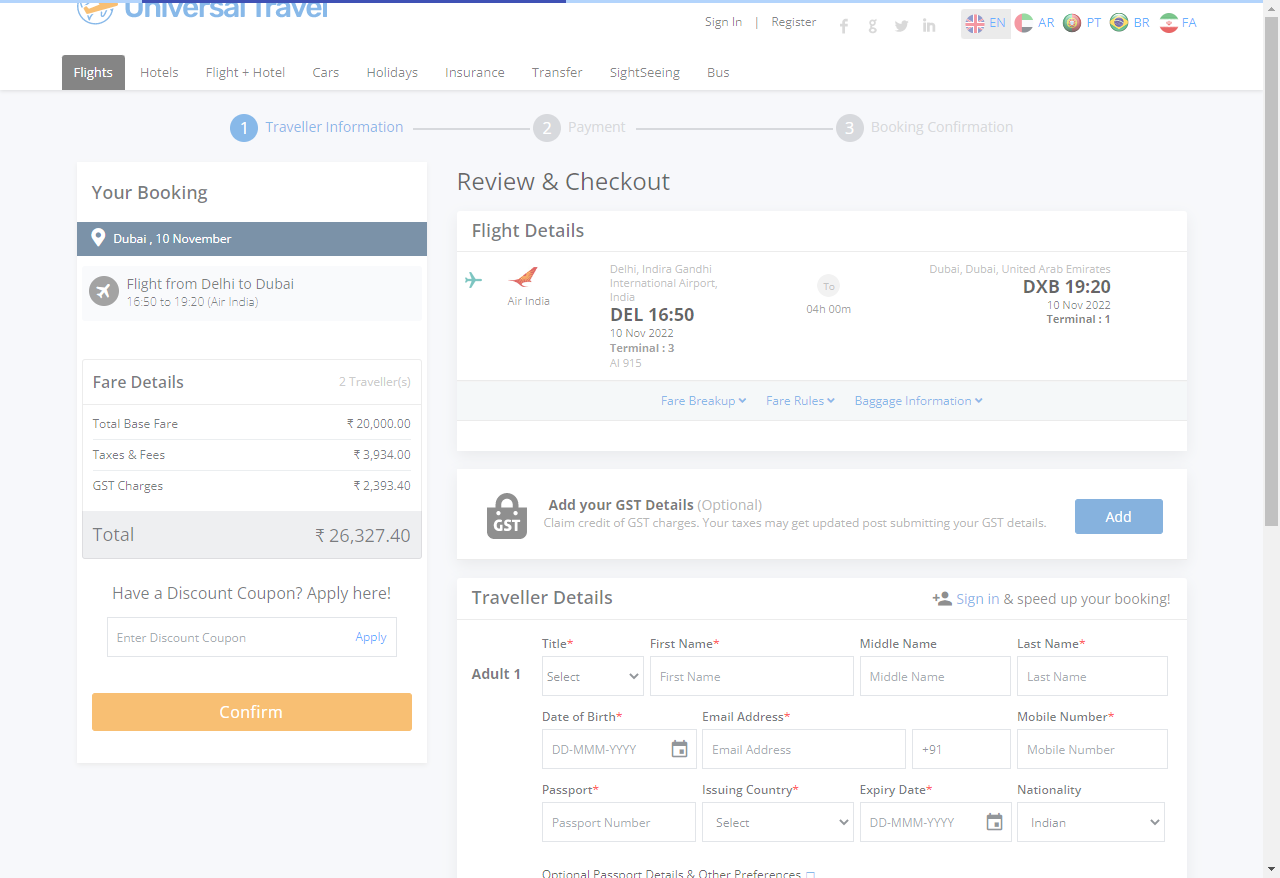 Universal Travel
Sign In | Register
EN AR PT BR FA
Flights Hotels Flight + Hotel Cars Holidays Insurance Transfer SightSeeing Bus
1 Traveller Information 2 Payment 3 Booking Confirmation
Your Booking
Dubai , 10 November
Flight from Delhi to Dubai
16:50 to 19:20 (Air India)
Fare Details 2 Traveller(s)
Total Base Fare ₹ 20,000.00
Taxes & Fees ₹ 3,934.00
GST Charges ₹ 2,393.40
Total ₹ 26,327.40
Have a Discount Coupon? Apply here!
Enter Discount Coupon Apply
Confirm
Review & Checkout
Flight Details
Air India
Delhi, Indira Gandhi
International Airport,
India
DEL 16:50
10 Nov 2022
Terminal : 3
AI 915
To
04h 00m
Dubai, Dubai, United Arab Emirates
DXB 19:20
10 Nov 2022
Terminal : 1
Fare Breakup Fare Rules Baggage Information
GST
Add your GST Details (Optional)
Claim credit of GST charges. Your taxes may get updated post submitting your GST details.
Add
Traveller Details Sign in & speed up your booking!
Adult 1
Title* First Name* Middle Name Last Name*
Select First Name Middle Name Last Name
Date of Birth* Email Address* Mobile Number*
DD-MMM-YYYY Email Address +91 Mobile Number
Passport* Issuing Country* Expiry Date* Nationality
Passport Number Select DD-MMM-YYYY Indian
Optional Passport Details & Other Preferences